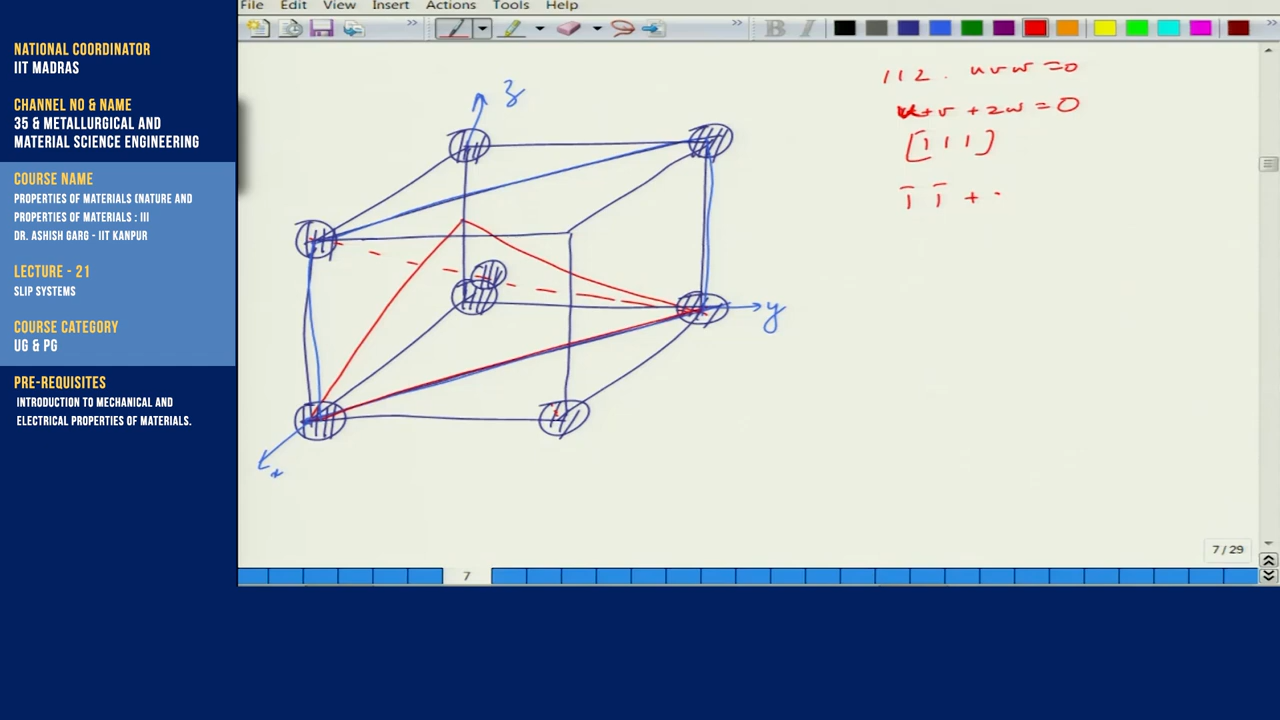 File Edit View Insert Actions Tools Help
NATIONAL COORDINATOR
IIT MADRAS
CHANNEL NO & NAME
35 & METALLURGICAL AND
MATERIAL SCIENCE ENGINEERING
COURSE NAME
PROPERTIES OF MATERIALS (NATURE AND
PROPERTIES OF MATERIALS : III
DR. ASHISH GARG - IIT KANPUR
LECTURE - 21
SLIP SYSTEMS
COURSE CATEGORY
UG & PG
PRE-REQUISITES
INTRODUCTION TO MECHANICAL AND
ELECTRICAL PROPERTIES OF MATERIALS.
B I
z
y
x
112 . uvw = 0
u+v+2w = 0
[111]
1̄ 1̄ +
7 / 29
7